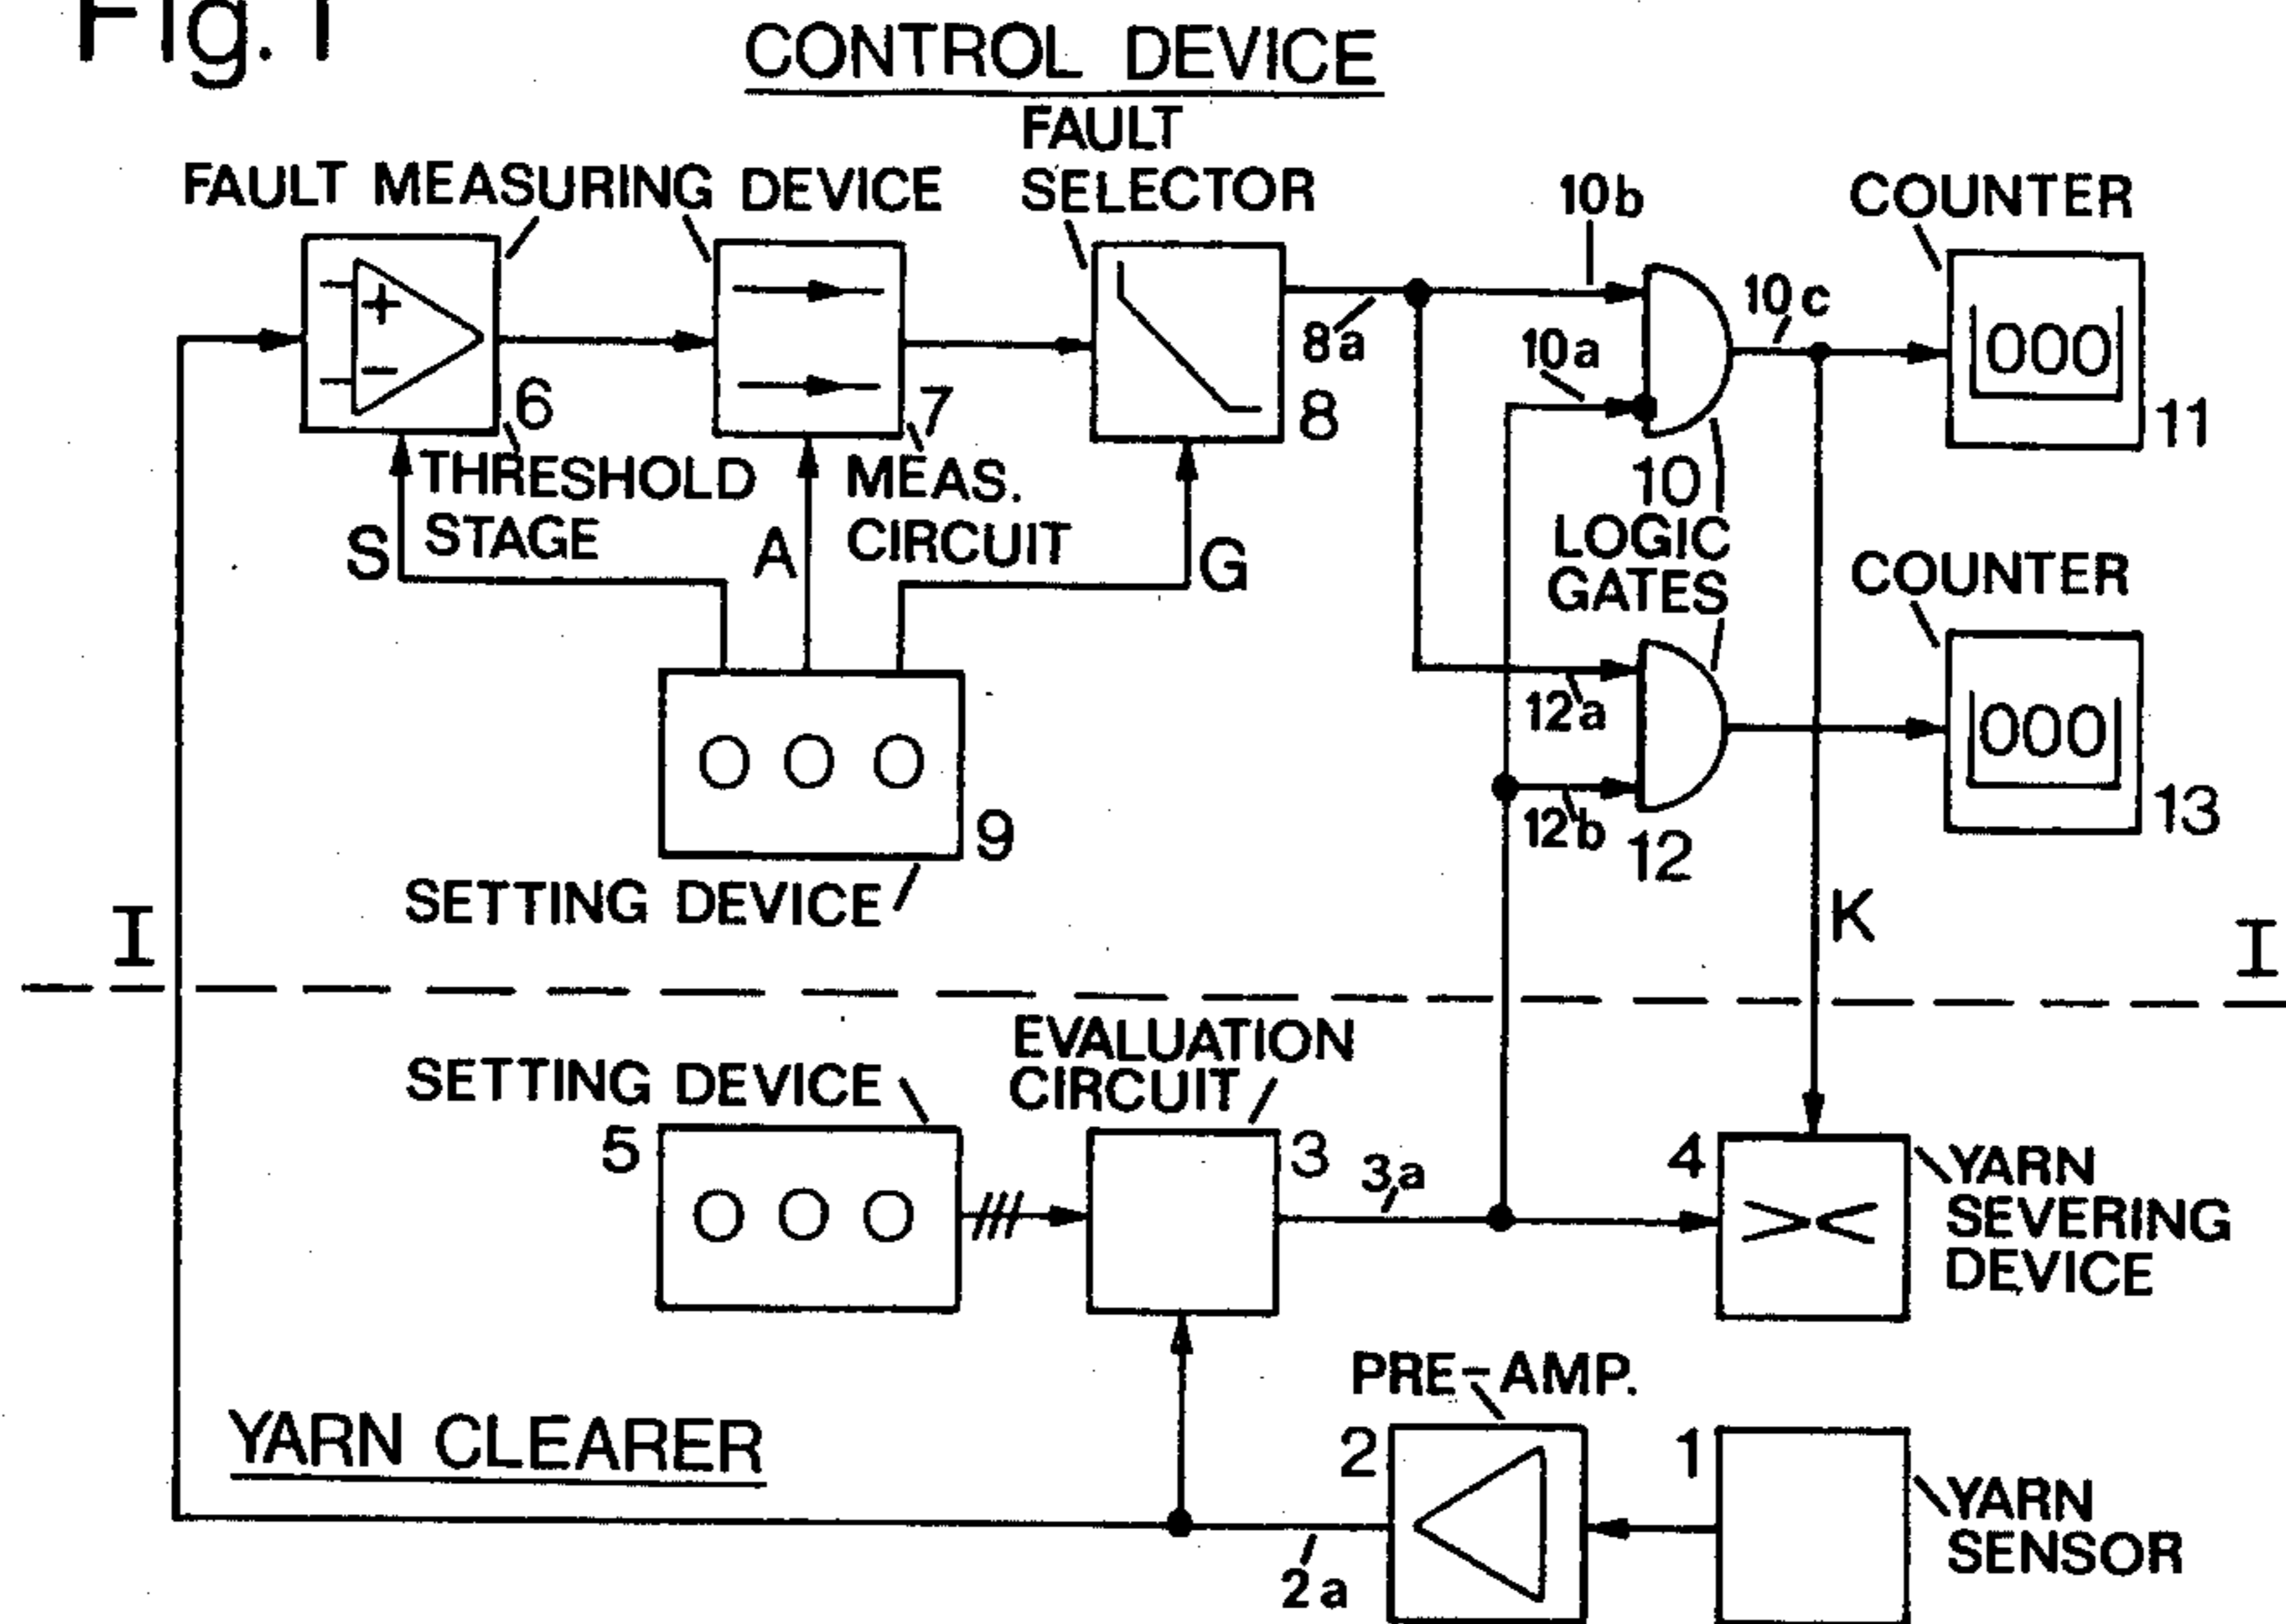 Fig. 1
CONTROL DEVICE
FAULT MEASURING DEVICE
FAULT
SELECTOR
10b
COUNTER
8a
10a
10c
+
−
000
6
7
8
11
THRESHOLD
STAGE
MEAS.
CIRCUIT
10
LOGIC
GATES
S
A
G
COUNTER
12a
000
12b
12
13
9
SETTING DEVICE
K
I
I
SETTING DEVICE
EVALUATION
CIRCUIT
5
3
3a
4
YARN
SEVERING
DEVICE
PRE-AMP.
YARN CLEARER
2
1
YARN
SENSOR
2a